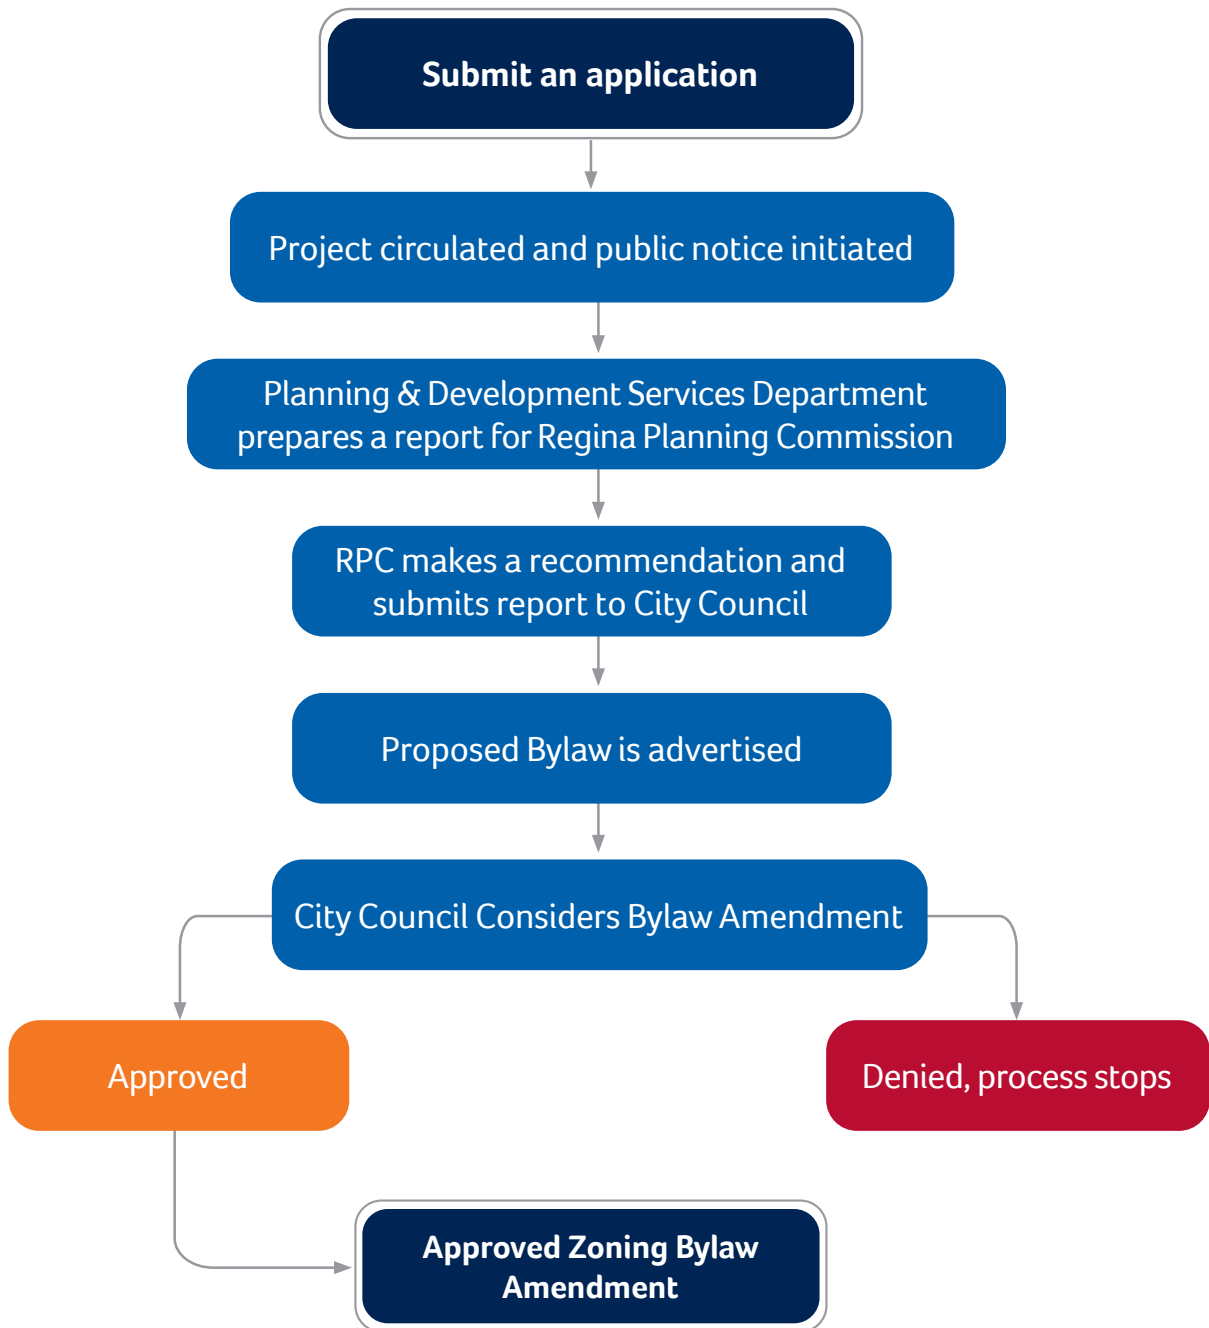 Submit an application
Project circulated and public notice initiated
Planning & Development Services Department
prepares a report for Regina Planning Commission
RPC makes a recommendation and
submits report to City Council
Proposed Bylaw is advertised
City Council Considers Bylaw Amendment
Approved
Denied, process stops
Approved Zoning Bylaw
Amendment